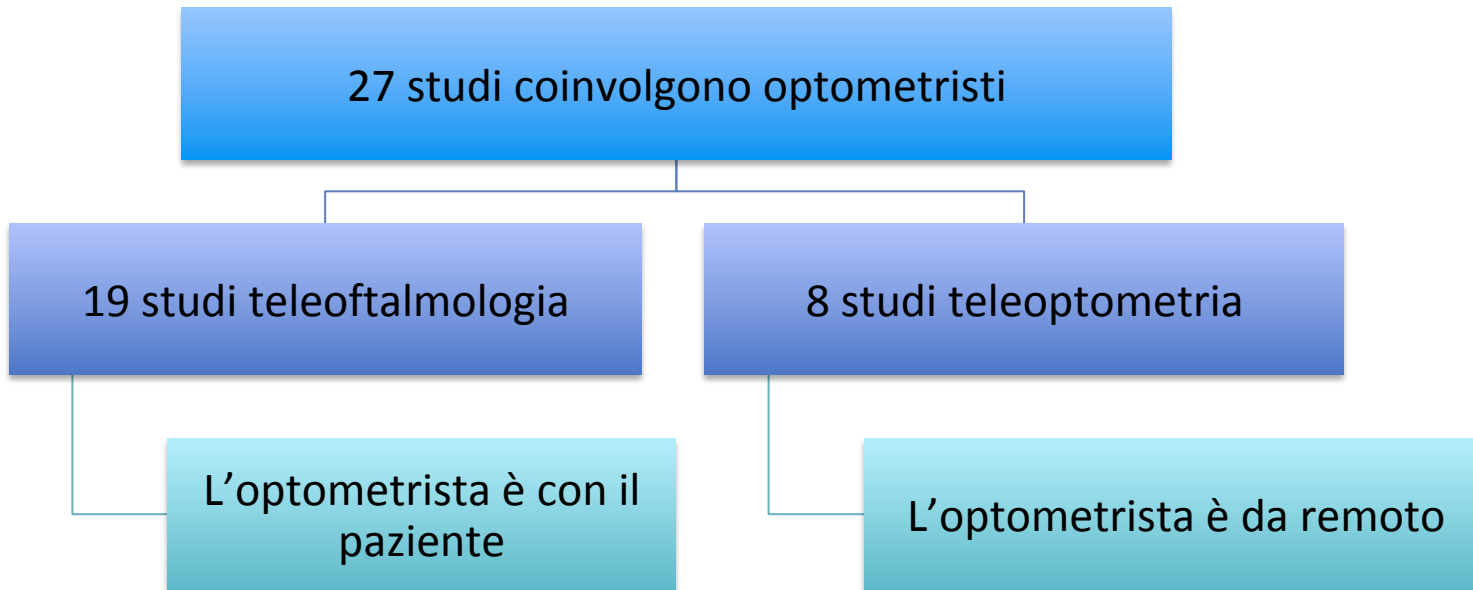 27 studi coinvolgono optometristi
19 studi teleoftalmologia
8 studi teleoptometria
L’optometrista è con il
paziente
L’optometrista è da remoto